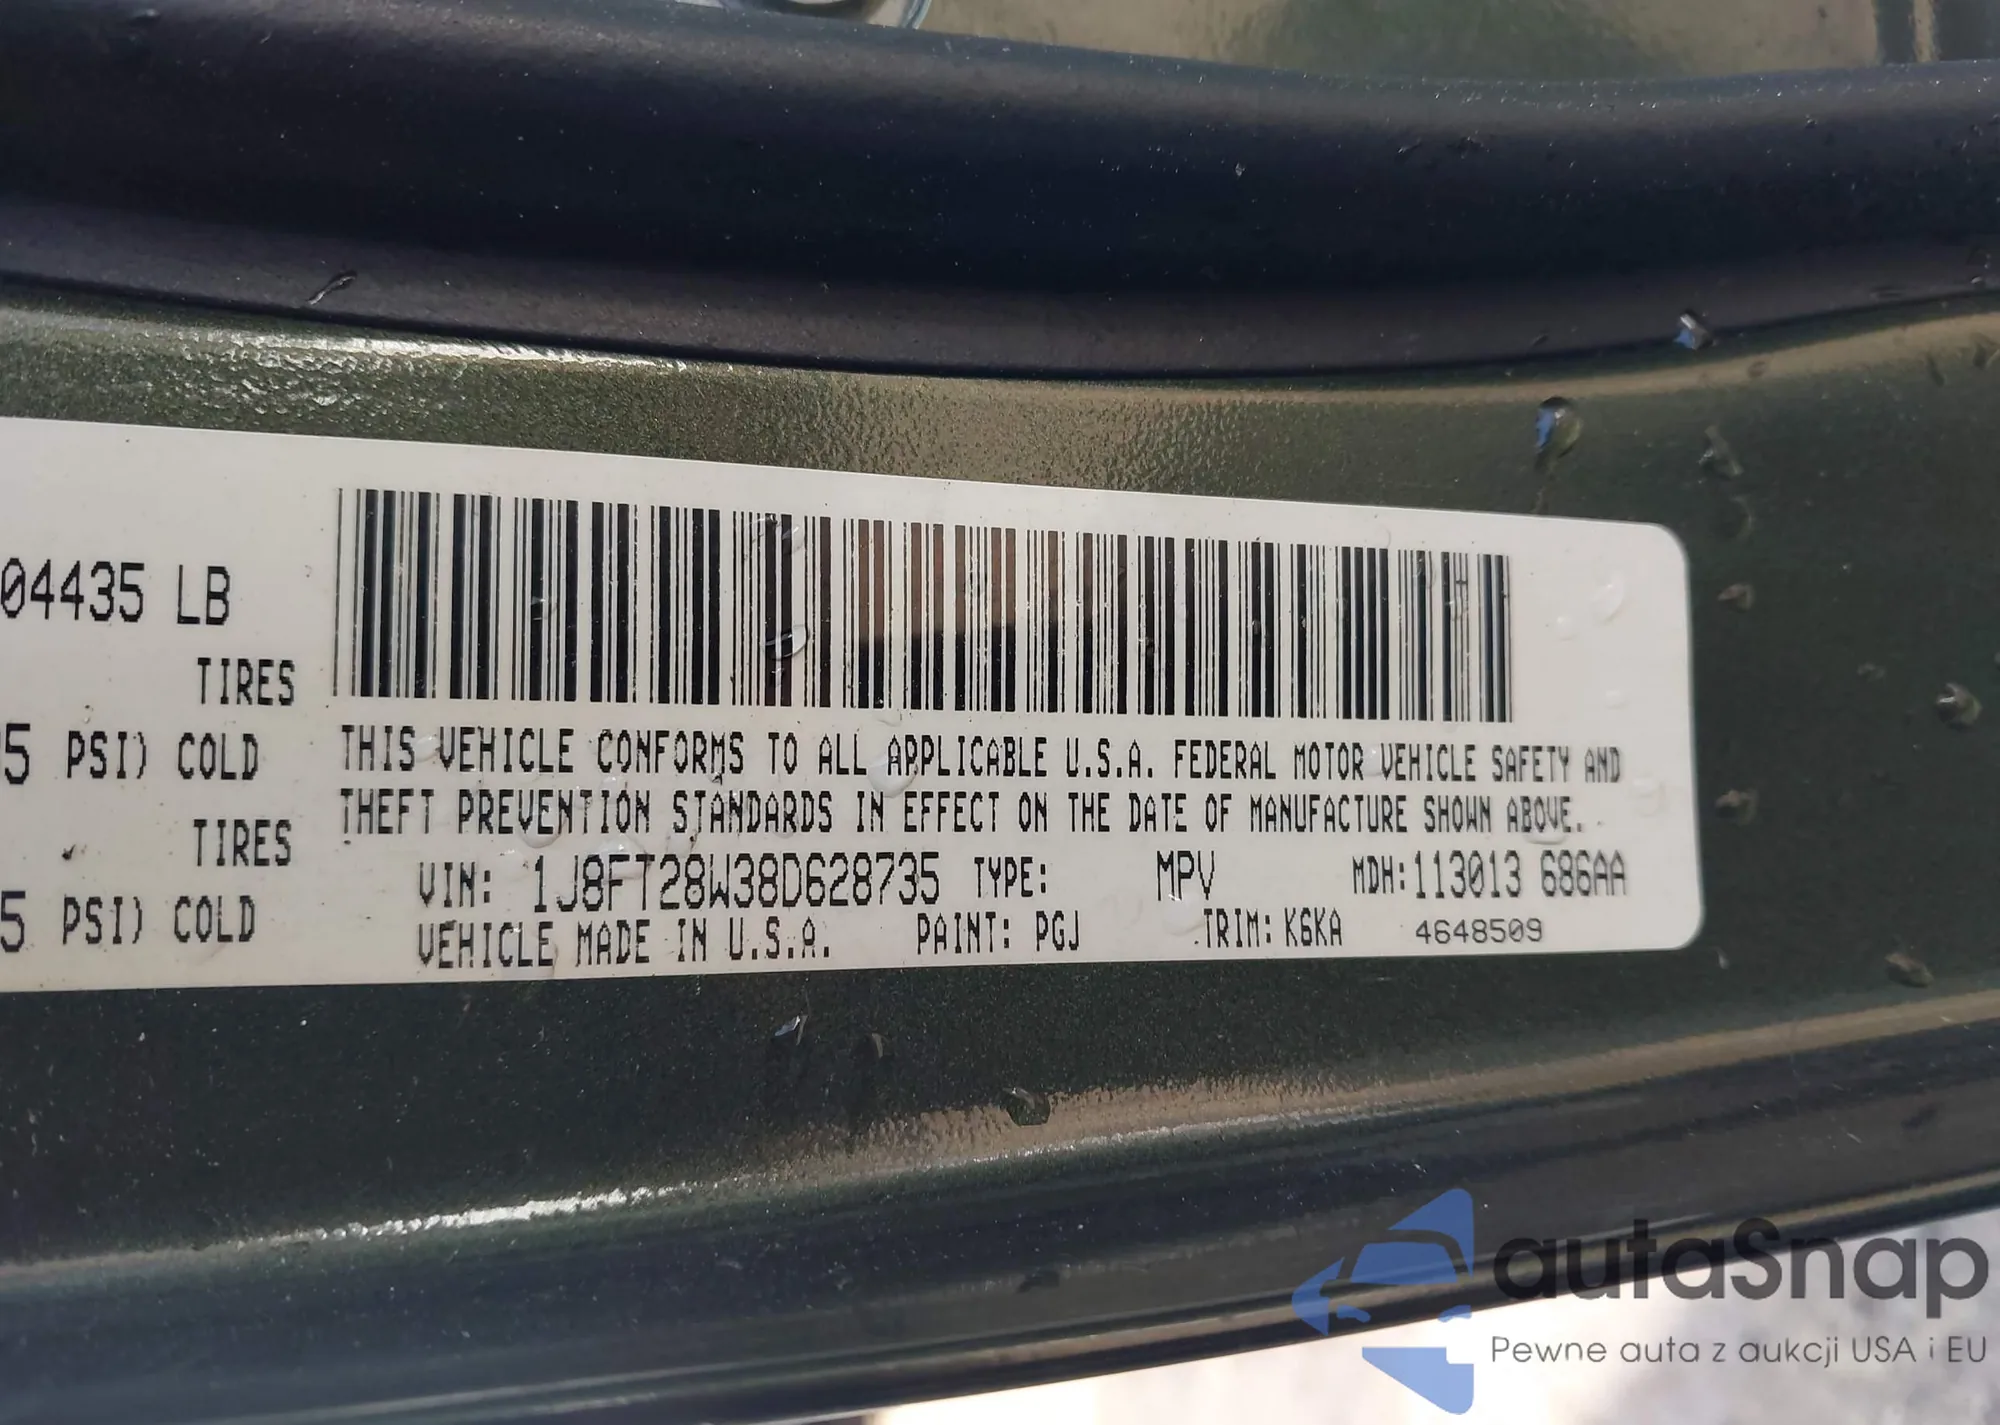 04435 LB
TIRES
5 PSI) COLD
TIRES
5 PSI) COLD
THIS VEHICLE CONFORMS TO ALL APPLICABLE U.S.A. FEDERAL MOTOR VEHICLE SAFETY AND
THEFT PREVENTION STANDARDS IN EFFECT ON THE DATE OF MANUFACTURE SHOWN ABOVE.
VIN: 1J8FT28W38D628735 TYPE: MPV MDH:113013 686AA
VEHICLE MADE IN U.S.A. PAINT: PGJ TRIM: K6KA 4648509
autaSnap
Pewne auta z aukcji USA i EU